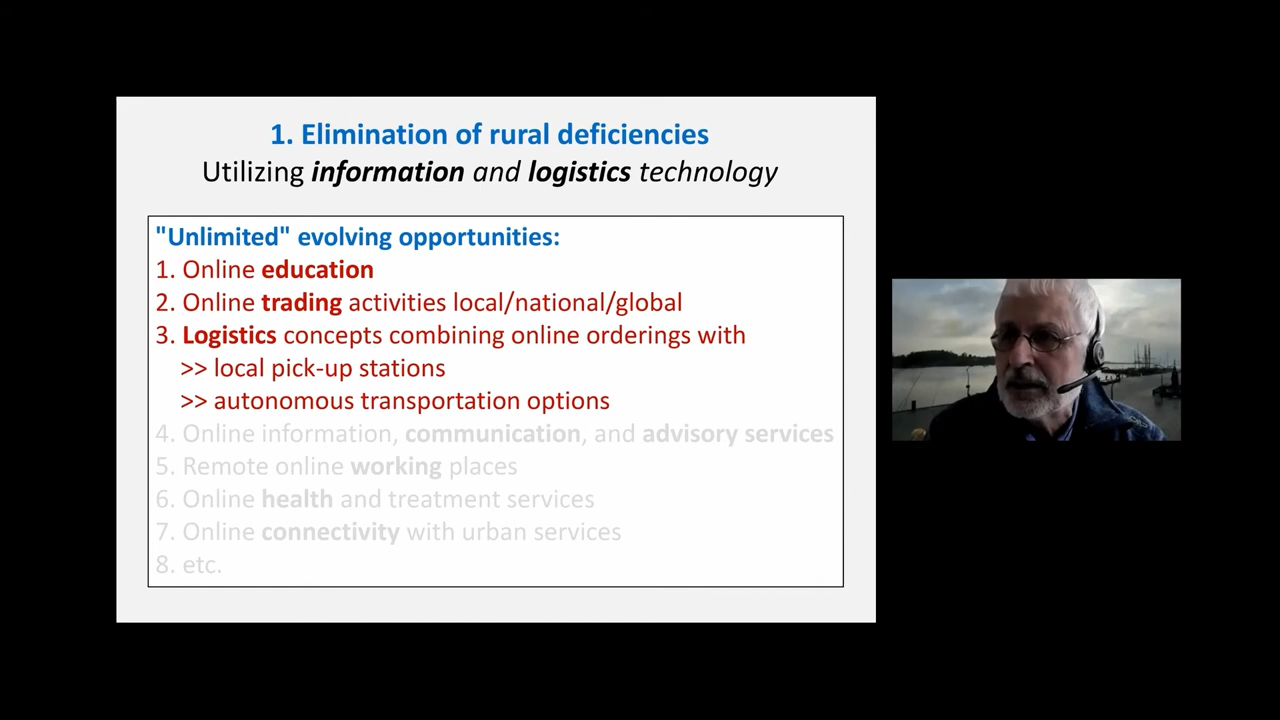 1. Elimination of rural deficiencies
Utilizing information and logistics technology
"Unlimited" evolving opportunities:
1. Online education
2. Online trading activities local/national/global
3. Logistics concepts combining online orderings with
>> local pick-up stations
>> autonomous transportation options
4. Online information, communication, and advisory services
5. Remote online working places
6. Online health and treatment services
7. Online connectivity with urban services
8. etc.